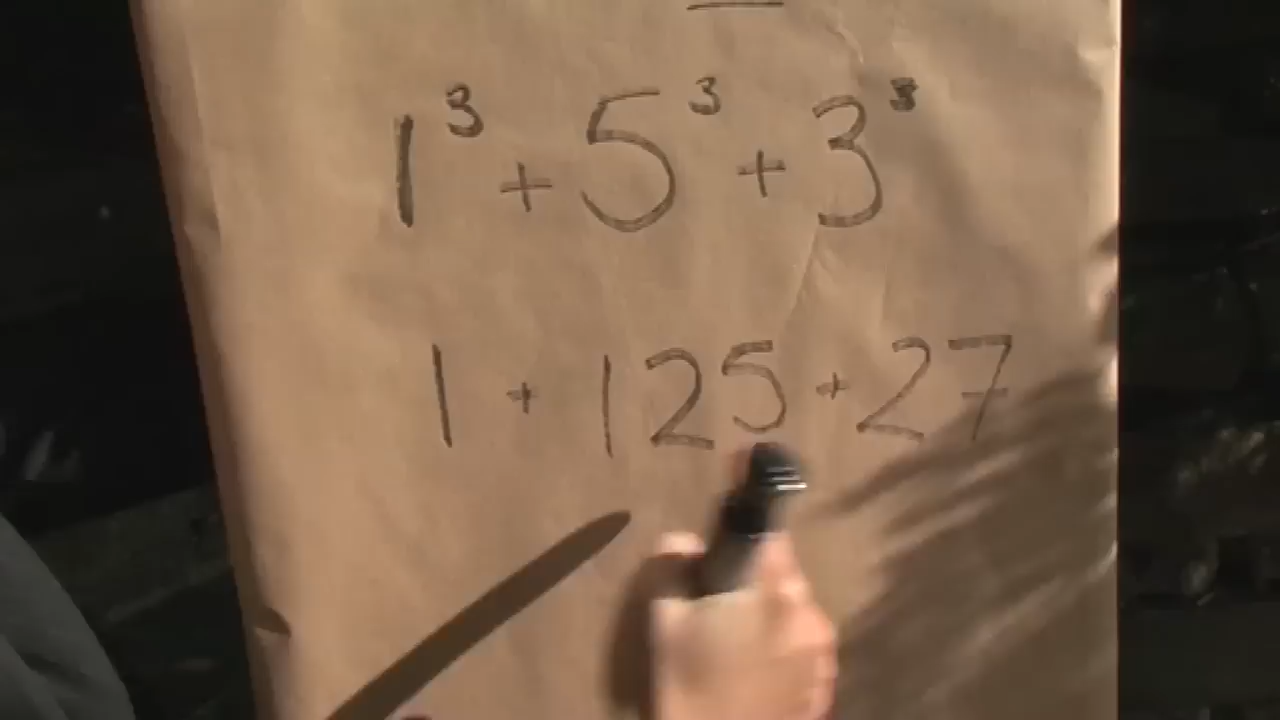 1³ + 5³ + 3³
1 + 125 + 27